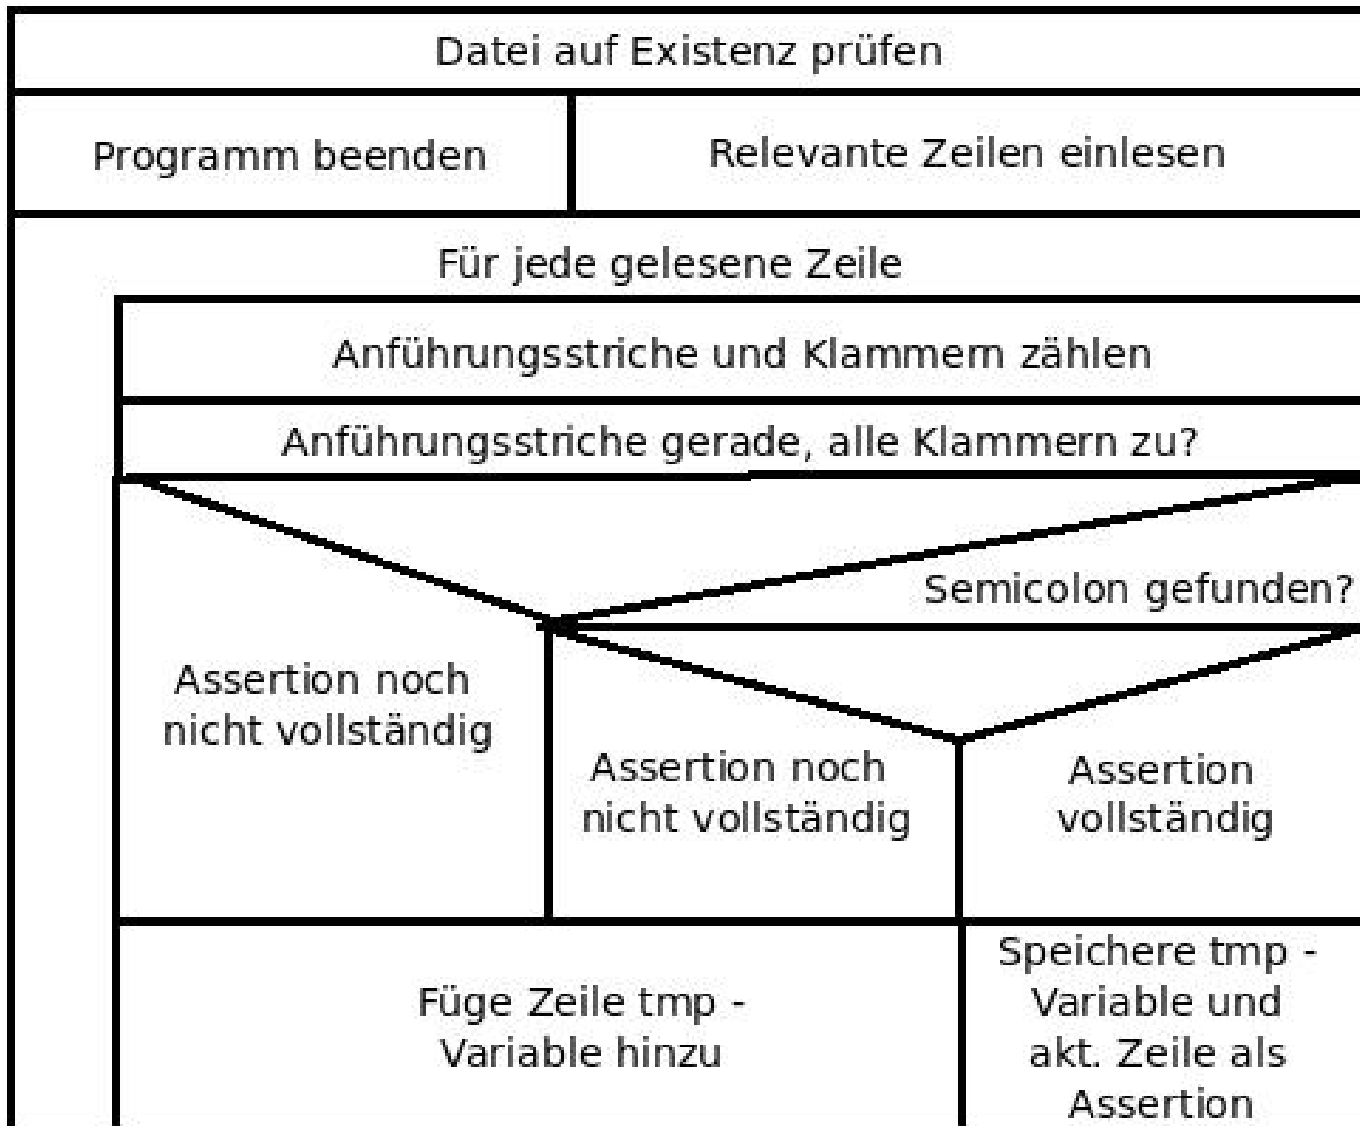 Datei auf Existenz prüfen
Programm beenden
Relevante Zeilen einlesen
Für jede gelesene Zeile
Anführungsstriche und Klammern zählen
Anführungsstriche gerade, alle Klammern zu?
Semicolon gefunden?
Assertion noch
nicht vollständig
Assertion noch
nicht vollständig
Assertion
vollständig
Füge Zeile tmp -
Variable hinzu
Speichere tmp -
Variable und
akt. Zeile als
Assertion